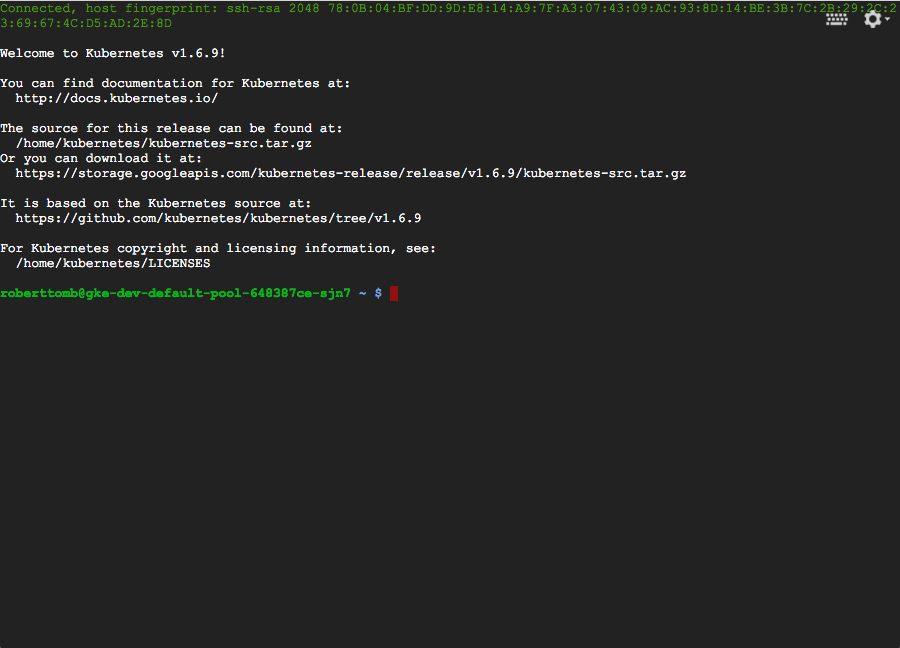 Connected, host fingerprint: ssh-rsa 2048 78:0B:04:BF:DD:9D:E8:14:A9:7F:A3:07:43:09:AC:93:8D:14:BE:3B:7C:2B:29:2C:2
3:69:67:4C:D5:AD:2E:8D
Welcome to Kubernetes v1.6.9!
You can find documentation for Kubernetes at:
http://docs.kubernetes.io/
The source for this release can be found at:
/home/kubernetes/kubernetes-src.tar.gz
Or you can download it at:
https://storage.googleapis.com/kubernetes-release/release/v1.6.9/kubernetes-src.tar.gz
It is based on the Kubernetes source at:
https://github.com/kubernetes/kubernetes/tree/v1.6.9
For Kubernetes copyright and licensing information, see:
/home/kubernetes/LICENSES
roberttomb@gke-dev-default-pool-648387ce-sjn7 ~ $